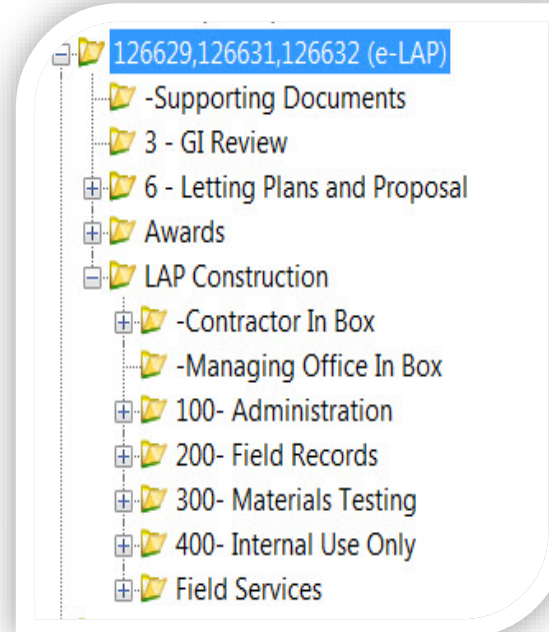 126629,126631,126632 (e-LAP)
-Supporting Documents
3 - GI Review
6 - Letting Plans and Proposal
Awards
LAP Construction
-Contractor In Box
-Managing Office In Box
100- Administration
200- Field Records
300- Materials Testing
400- Internal Use Only
Field Services